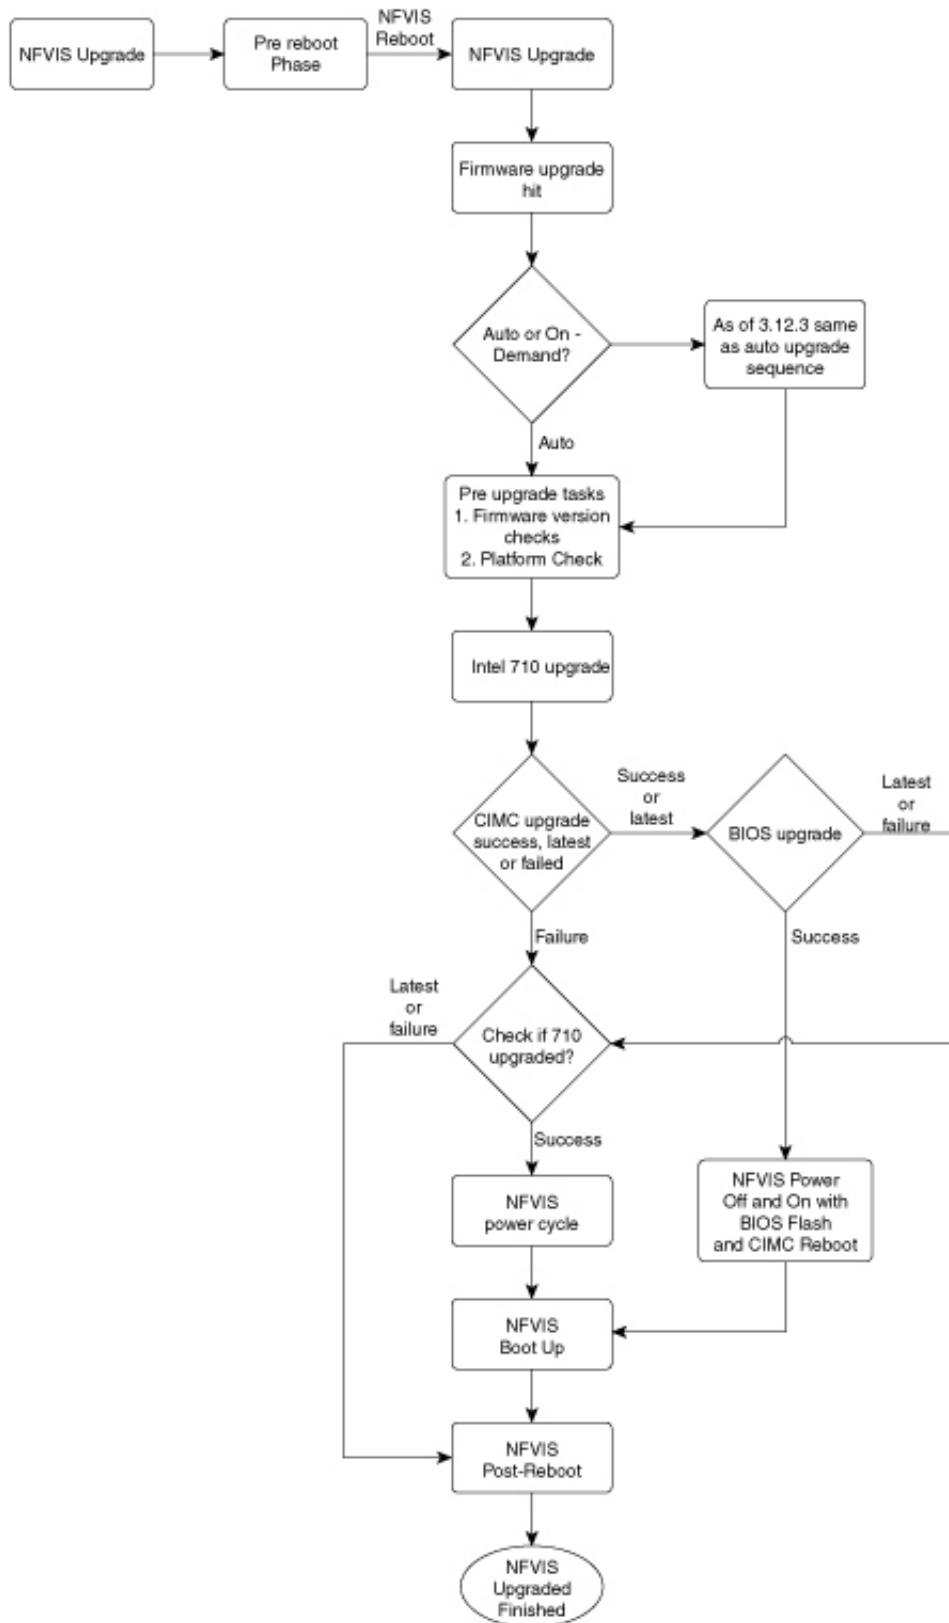 NFVIS Upgrade
Pre reboot
Phase
NFVIS
Reboot
NFVIS Upgrade
Firmware upgrade
hit
Auto or On -
Demand?
As of 3.12.3 same
as auto upgrade
sequence
Auto
Pre upgrade tasks
1. Firmware version
checks
2. Platform Check
Intel 710 upgrade
CIMC upgrade
success, latest
or failed
Success
or
latest
BIOS upgrade
Latest
or
failure
Failure
Success
Latest
or
failure
Check if 710
upgraded?
Success
NFVIS
power cycle
NFVIS Power
Off and On with
BIOS Flash
and CIMC Reboot
NFVIS
Boot Up
NFVIS
Post-Reboot
NFVIS
Upgraded
Finished